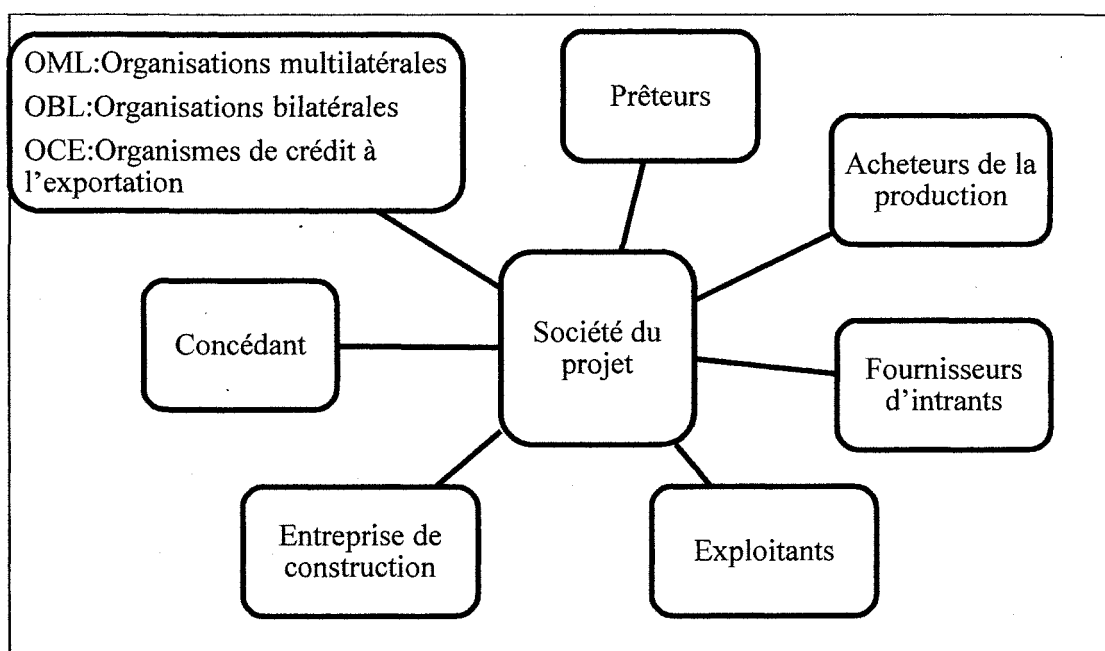 OML:Organisations multilatérales
OBL:Organisations bilatérales
OCE:Organismes de crédit à
l’exportation
Prêteurs
Acheteurs de la
production
Concédant
Société du
projet
Fournisseurs
d’intrants
Entreprise de
construction
Exploitants